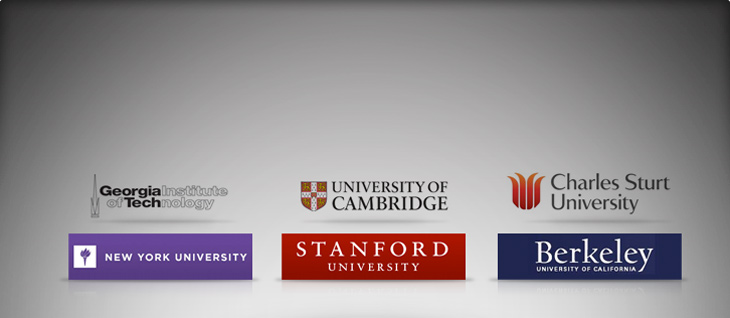 Georgia Institute
of Technology
UNIVERSITY OF
CAMBRIDGE
Charles Sturt
University
NEW YORK UNIVERSITY
STANFORD
UNIVERSITY
Berkeley
UNIVERSITY OF CALIFORNIA